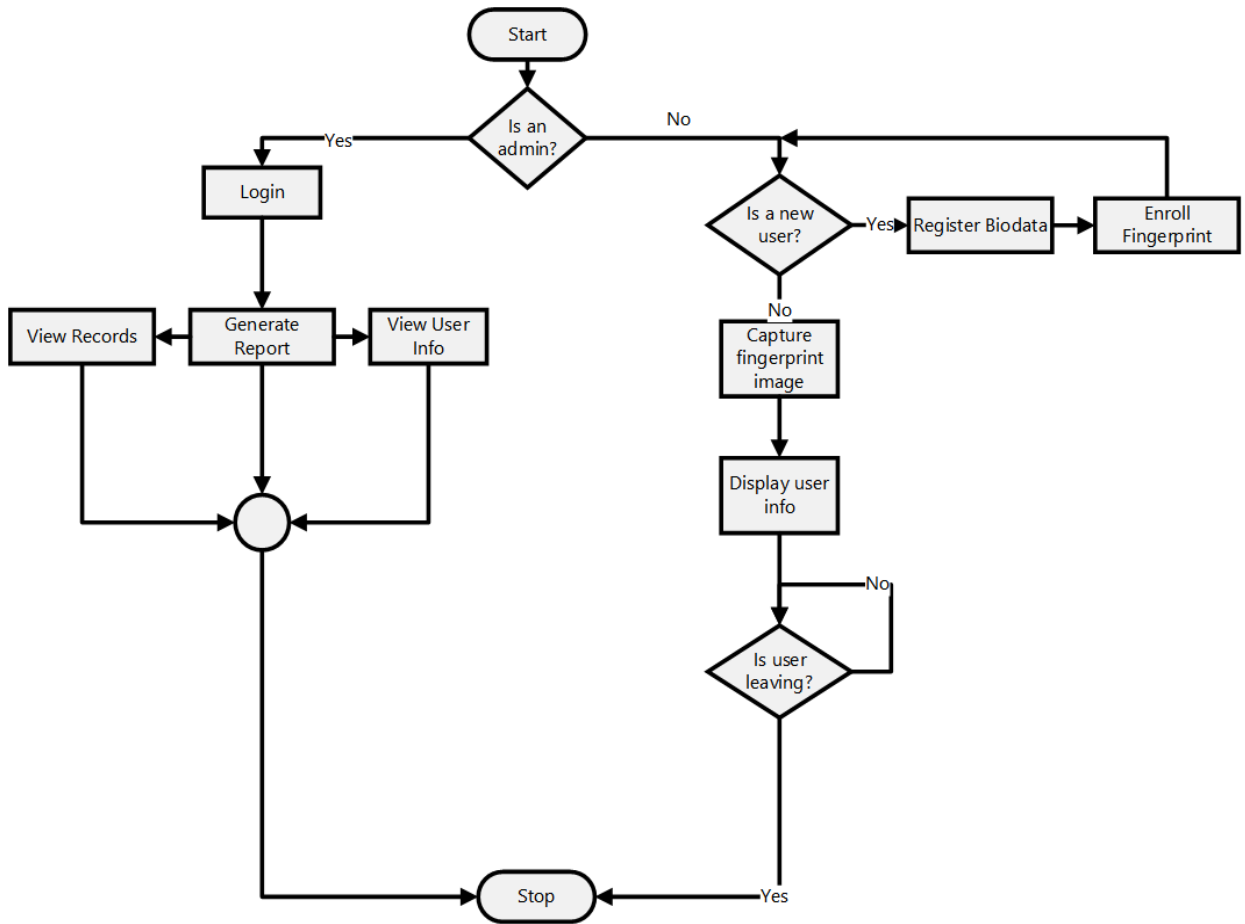 Start
Is an
admin?
Yes
No
Login
Is a new
user?
Yes
Register Biodata
Enroll
Fingerprint
View Records
Generate
Report
View User
Info
No
Capture
fingerprint
image
Display user
info
No
Is user
leaving?
Stop
Yes